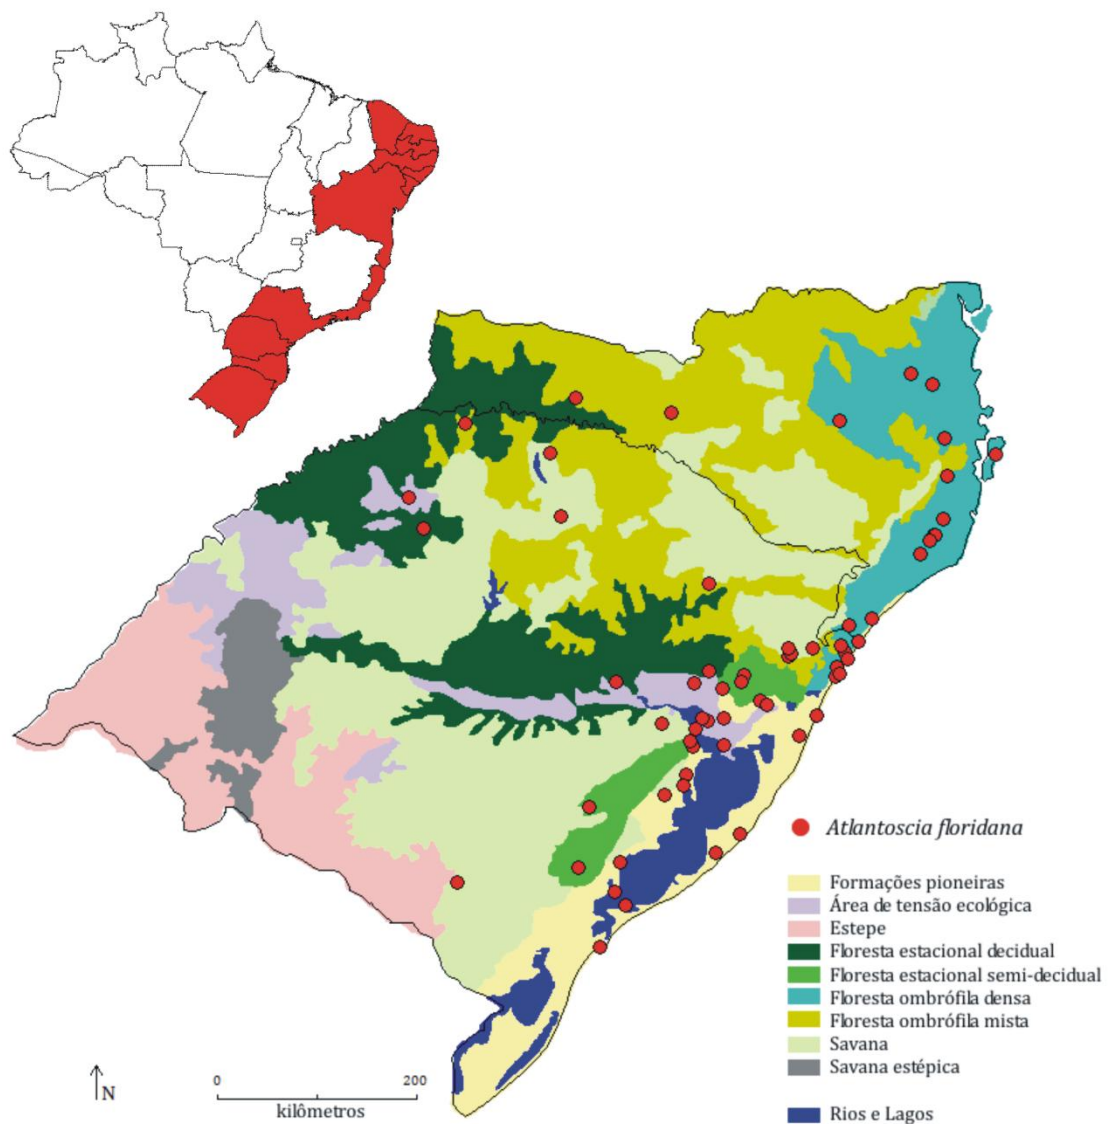 Atlantoscia floridana
Formações pioneiras
Área de tensão ecológica
Estepe
Floresta estacional decidual
Floresta estacional semi-decidual
Floresta ombrófila densa
Floresta ombrófila mista
Savana
Savana estépica
Rios e Lagos
N
0 200
kilômetros